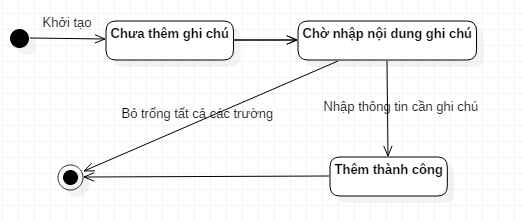 Khởi tạo
Chưa thêm ghi chú
Chờ nhập nội dung ghi chú
Bỏ trống tất cả các trường
Nhập thông tin cần ghi chú
Thêm thành công